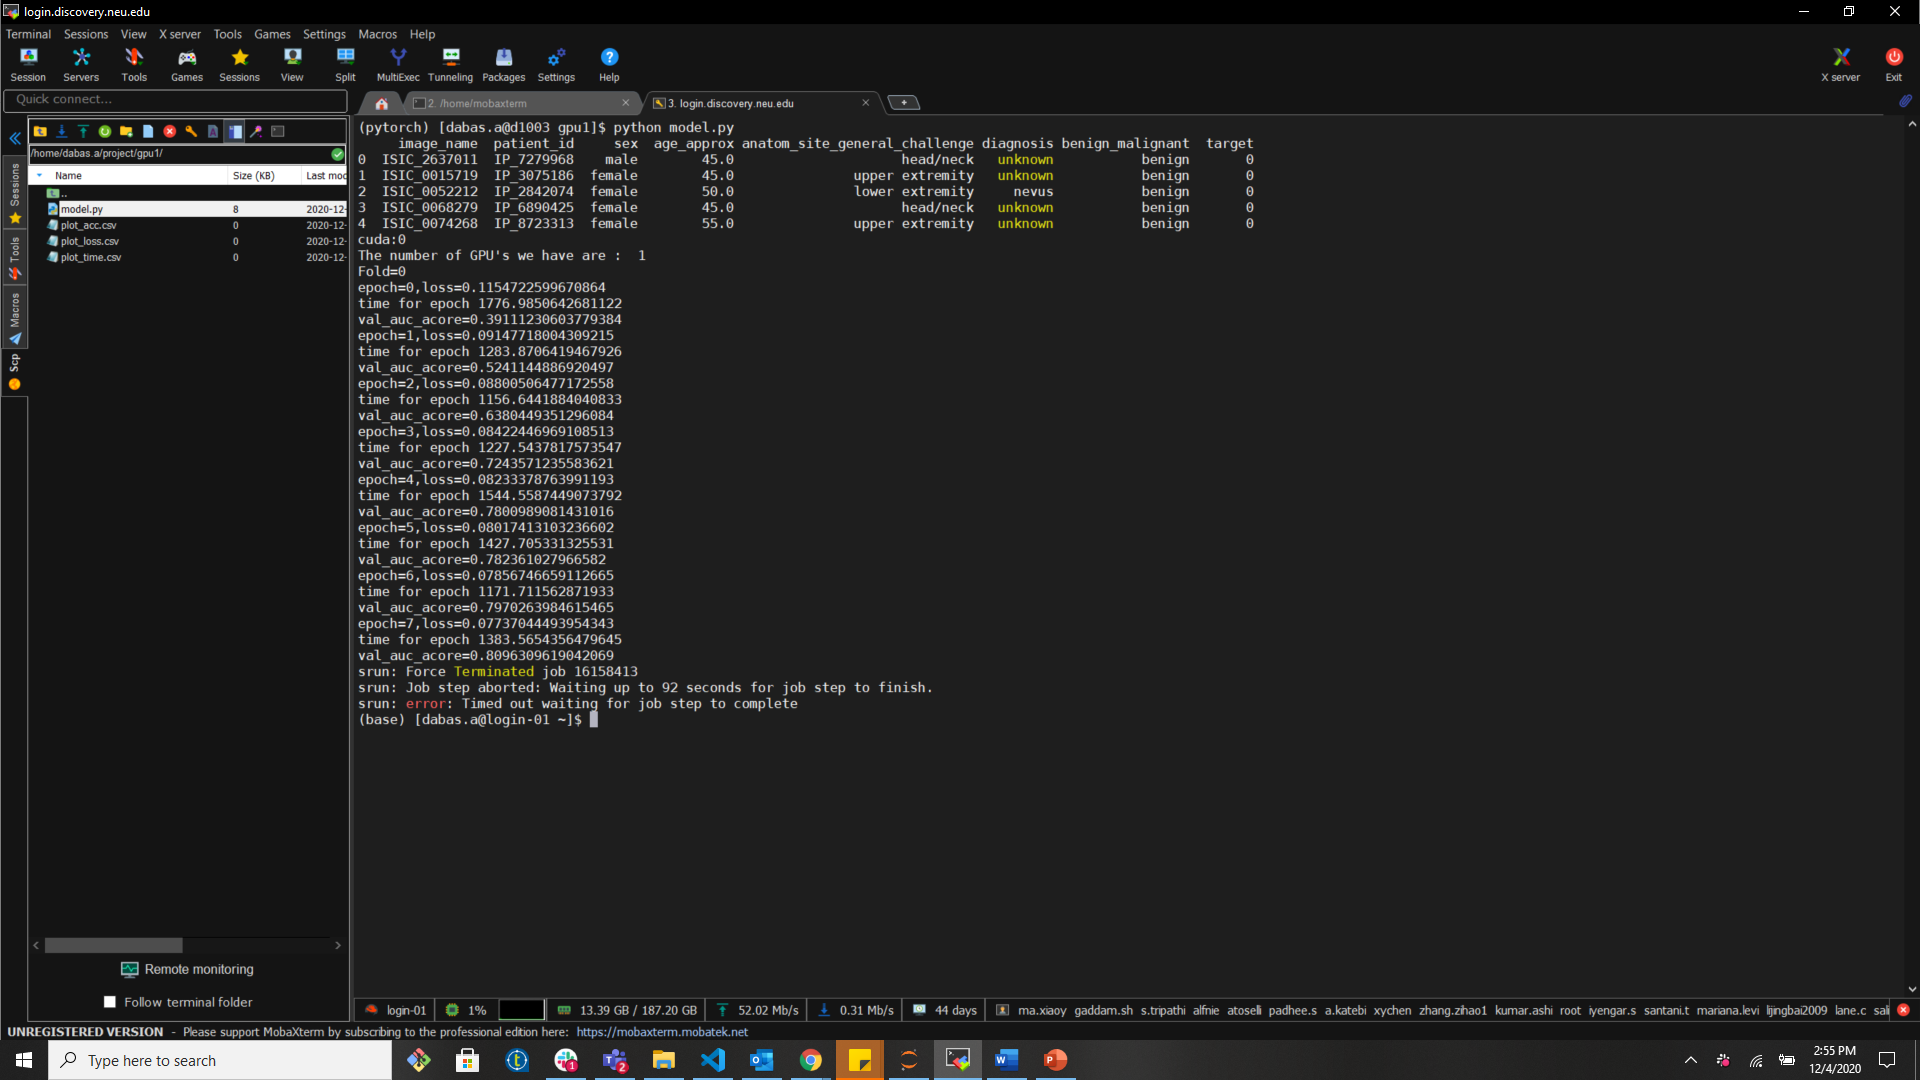 login.discovery.neu.edu
Terminal Sessions View X server Tools Games Settings Macros Help
Session Servers Tools Games Sessions View Split MultiExec Tunneling Packages Settings Help X server Exit
Quick connect...
2. /home/mobaxterm
3. login.discovery.neu.edu
/home/dabas.a/project/gpu1/
Name Size (KB) Last mod
..
model.py 8 2020-12-
plot_acc.csv 0 2020-12-
plot_loss.csv 0 2020-12-
plot_time.csv 0 2020-12-
Sessions
Tools
Macros
Scp
Remote monitoring
Follow terminal folder
(pytorch) [dabas.a@d1003 gpu1]$ python model.py
image_name patient_id sex age_approx anatom_site_general_challenge diagnosis benign_malignant target
0 ISIC_2637011 IP_7279968 male 45.0 head/neck unknown benign 0
1 ISIC_0015719 IP_3075186 female 45.0 upper extremity unknown benign 0
2 ISIC_0052212 IP_2842074 female 50.0 lower extremity nevus benign 0
3 ISIC_0068279 IP_6890425 female 45.0 head/neck unknown benign 0
4 ISIC_0074268 IP_8723313 female 55.0 upper extremity unknown benign 0
cuda:0
The number of GPU's we have are : 1
Fold=0
epoch=0,loss=0.1154722599670864
time for epoch 1776.9850642681122
val_auc_acore=0.39111230603779384
epoch=1,loss=0.09147718004309215
time for epoch 1283.8706419467926
val_auc_acore=0.5241144886920497
epoch=2,loss=0.08800506477172558
time for epoch 1156.6441884040833
val_auc_acore=0.6380449351296084
epoch=3,loss=0.08422446969108513
time for epoch 1227.5437817573547
val_auc_acore=0.7243571235583621
epoch=4,loss=0.08233378763991193
time for epoch 1544.5587449073792
val_auc_acore=0.7800989081431016
epoch=5,loss=0.08017413103236602
time for epoch 1427.705331325531
val_auc_acore=0.782361027966582
epoch=6,loss=0.07856746659112665
time for epoch 1171.711562871933
val_auc_acore=0.7970263984615465
epoch=7,loss=0.07737044493954343
time for epoch 1383.5654356479645
val_auc_acore=0.8096309619042069
srun: Force Terminated job 16158413
srun: Job step aborted: Waiting up to 92 seconds for job step to finish.
srun: error: Timed out waiting for job step to complete
(base) [dabas.a@login-01 ~]$
login-01 1% 13.39 GB / 187.20 GB 52.02 Mb/s 0.31 Mb/s 44 days ma.xiaoy gaddam.sh s.tripathi alfnie atoselli padhee.s a.katebi xychen zhang.zihao1 kumar.ashi root iyengar.s santani.t mariana.levi lijingbai2009 lane.c sali
UNREGISTERED VERSION - Please support MobaXterm by subscribing to the professional edition here: https://mobaxterm.mobatek.net
Type here to search
2:55 PM
12/4/2020